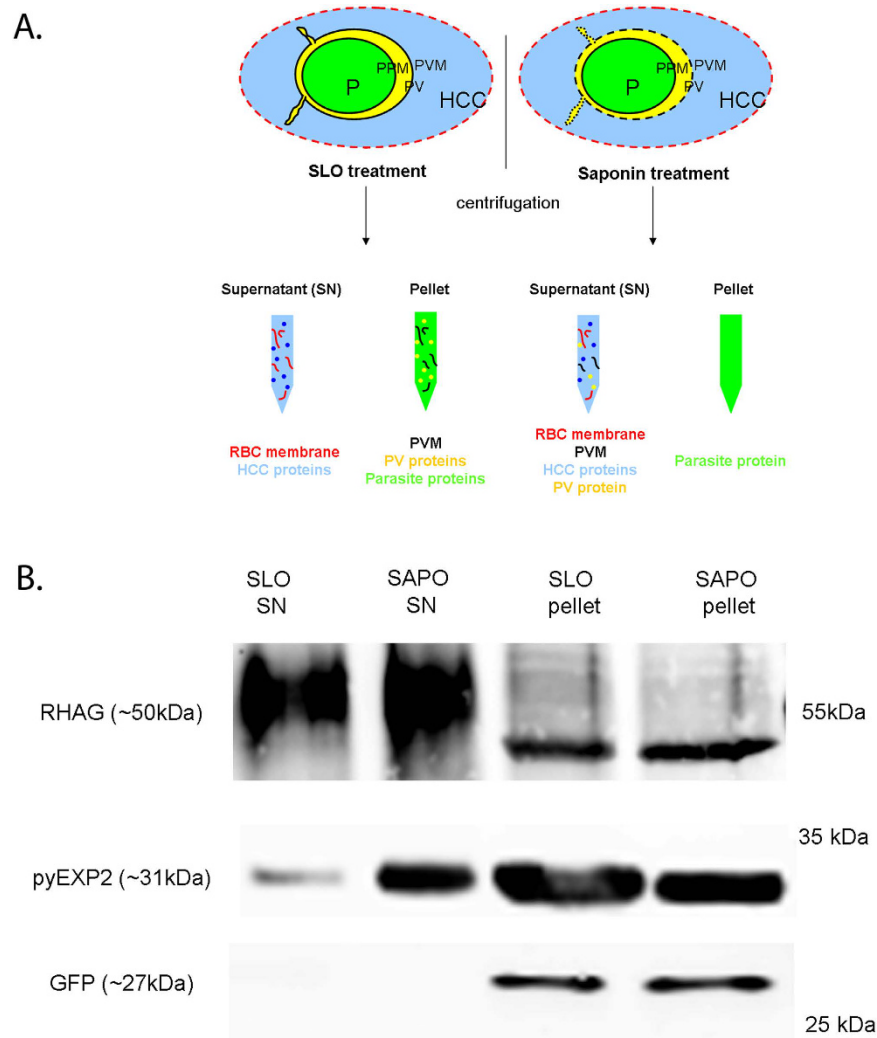 A.
P
PPM
PVM
PV
HCC
P
PPM
PVM
PV
HCC
SLO treatment
Saponin treatment
centrifugation
Supernatant (SN)
Pellet
Supernatant (SN)
Pellet
RBC membrane
HCC proteins
PVM
PV proteins
Parasite proteins
RBC membrane
PVM
HCC proteins
PV protein
Parasite protein
B.
SLO
SN
SAPO
SN
SLO
pellet
SAPO
pellet
RHAG (~50kDa)
55kDa
35 kDa
pyEXP2 (~31kDa)
GFP (~27kDa)
25 kDa